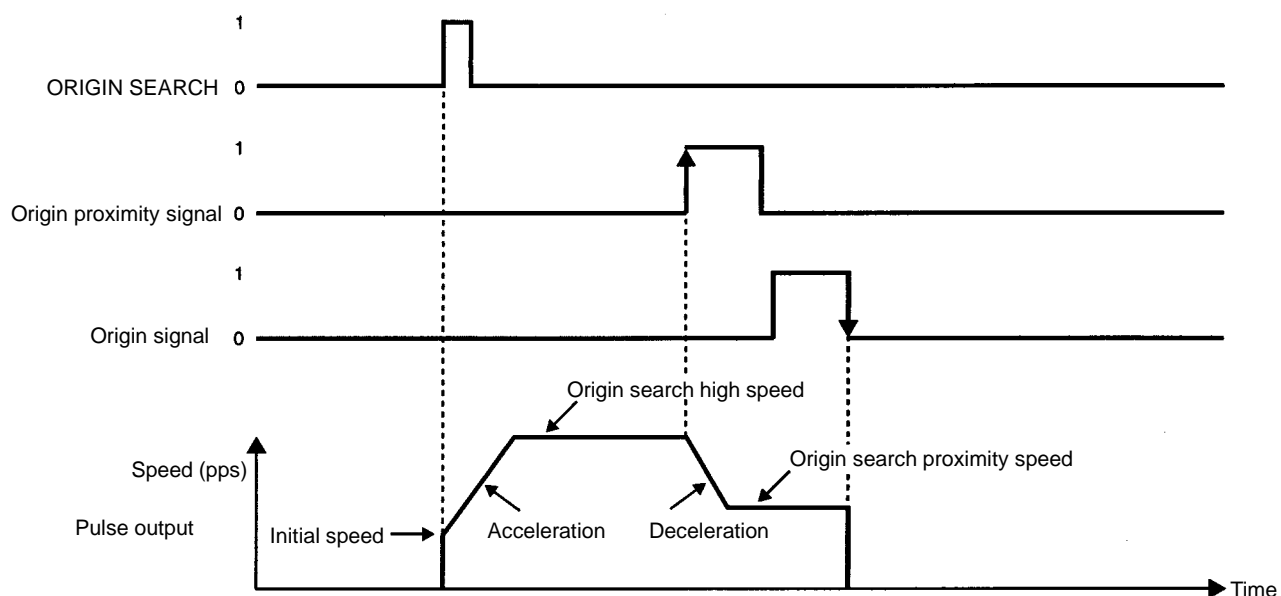 1
ORIGIN SEARCH 0
1
Origin proximity signal 0
1
Origin signal 0
Origin search high speed
Speed (pps)
Origin search proximity speed
Pulse output
Initial speed
Acceleration
Deceleration
Time